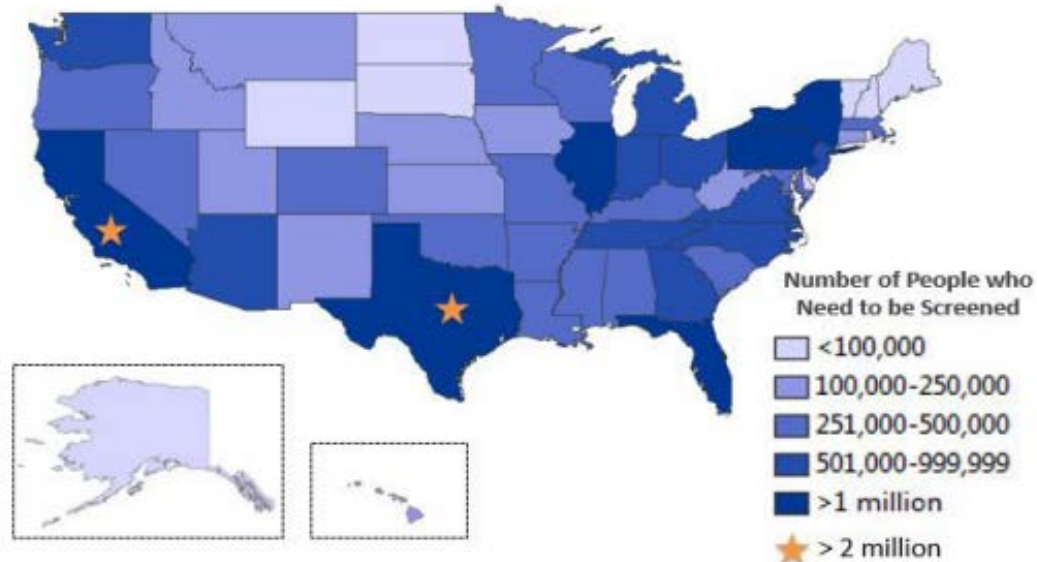 Number of People who
Need to be Screened
<100,000
100,000-250,000
251,000-500,000
501,000-999,999
>1 million
> 2 million